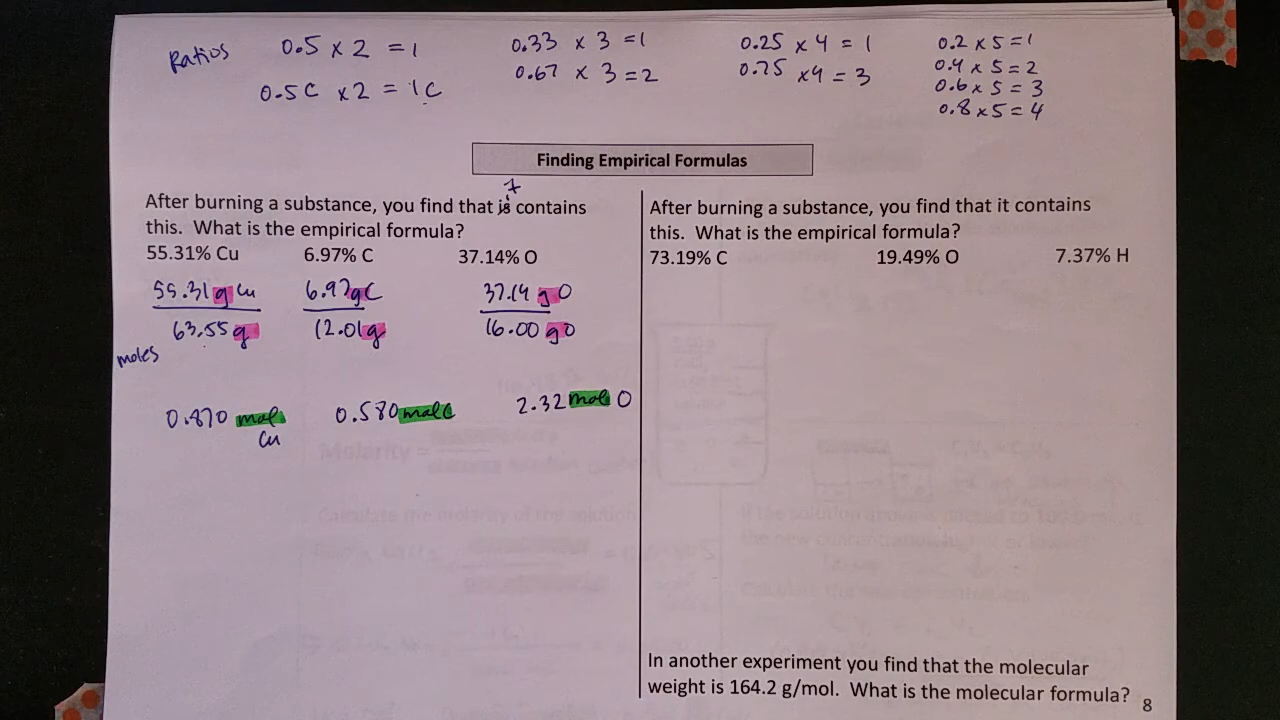 Ratios 0.5 x 2 = 1 0.33 x 3 = 1 0.25 x 4 = 1 0.2 x 5 = 1
0.5C x2 = 1C 0.67 x 3 = 2 0.75 x4 = 3 0.4 x 5 = 2
0.6 x 5 = 3
0.8 x 5 = 4
Finding Empirical Formulas
After burning a substance, you find that it contains
this. What is the empirical formula?
55.31% Cu 6.97% C 37.14% O
55.31 g Cu 6.97gC 37.14 g O
63.55 g 12.01g 16.00 g O
moles
0.870 mol 0.580 mol C 2.32 mol O
Cu
After burning a substance, you find that it contains
this. What is the empirical formula?
73.19% C 19.49% O 7.37% H
In another experiment you find that the molecular
weight is 164.2 g/mol. What is the molecular formula?
8